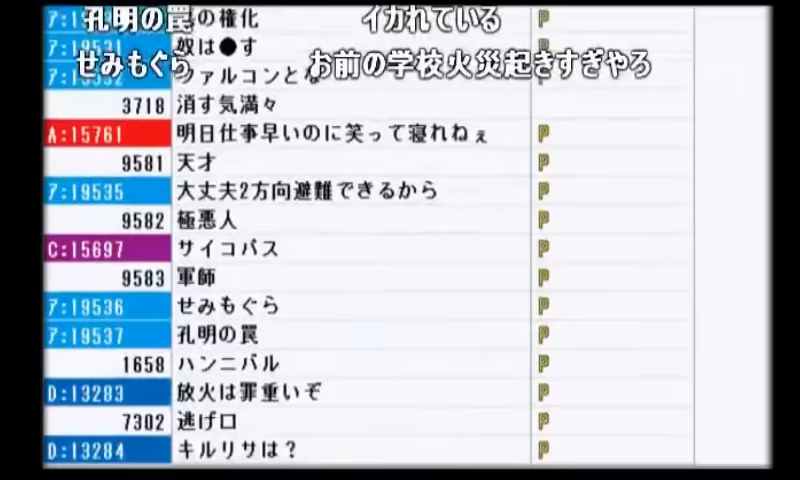 孔明の罠
イカれている
の権化
せみもぐら
お前の学校火災起きすぎやろ
7:19531 奴は●す P
ファルコンとな
3718 消す気満々
A:15761 明日仕事早いのに笑って寝れねぇ P
9581 天才 P
ｱ:19535 大丈夫2方向避難できるから P
9582 極悪人 P
C:15697 サイコパス P
9583 軍師 P
ｱ:19536 せみもぐら P
ｱ:19537 孔明の罠 P
1658 ハンニバル P
D:13283 放火は罪重いぞ P
7302 逃げ口 P
D:13284 キルリサは？ P